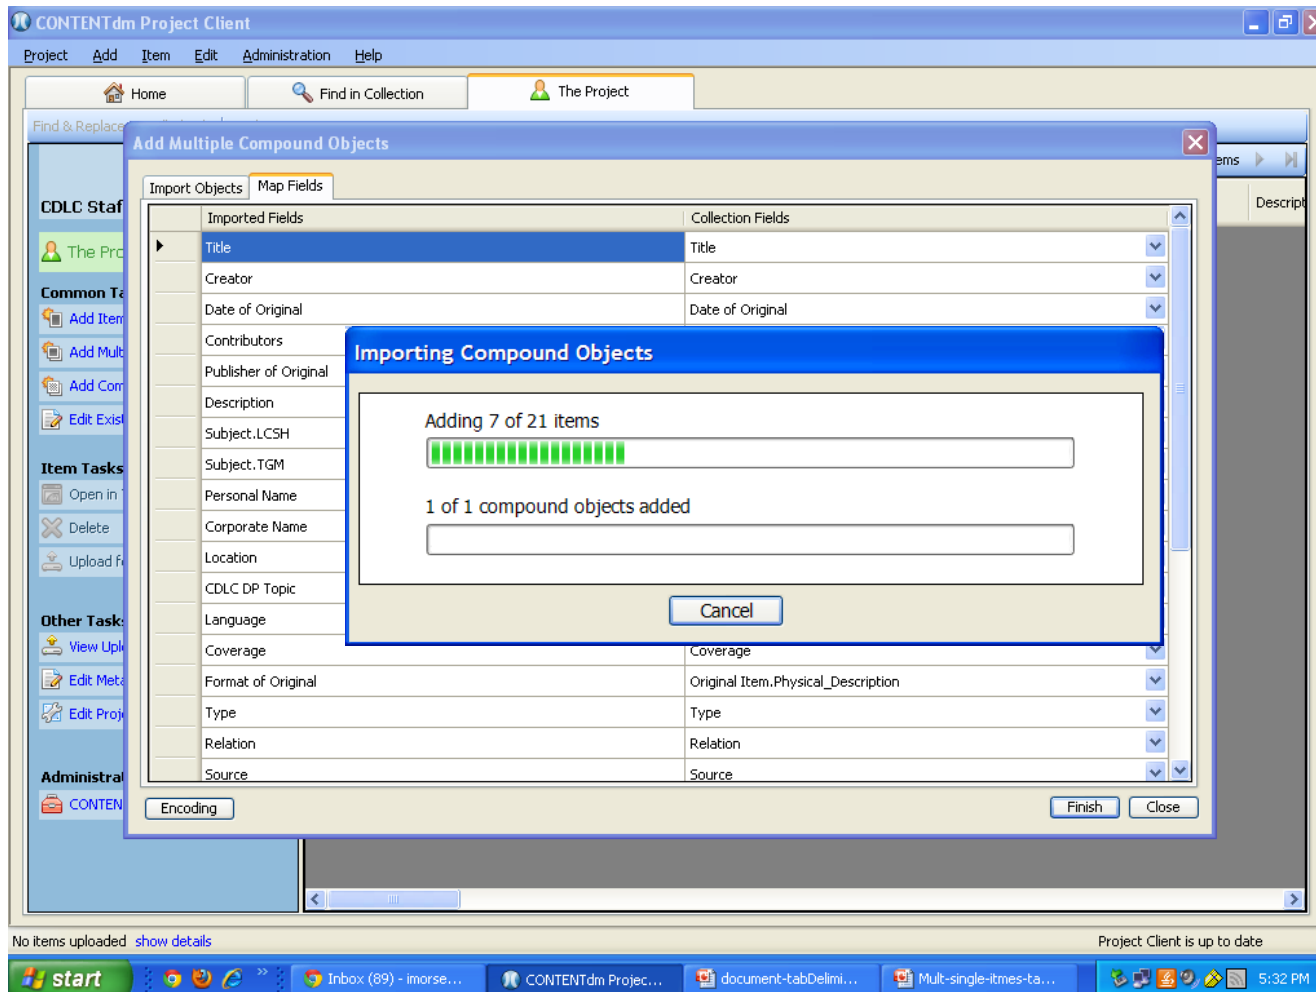 CONTENTdm Project Client
Project Add Item Edit Administration Help
Home Find in Collection The Project
Find & Replace
Add Multiple Compound Objects
ems
Import Objects Map Fields
CDLC Staf
Imported Fields Collection Fields
Descript
The Pro
Title Title
Creator Creator
Common Ta
Date of Original Date of Original
Add Item
Contributors
Add Mult
Publisher of Original
Add Com
Description
Edit Exist
Subject.LCSH
Subject.TGM
Item Tasks
Personal Name
Open in
Corporate Name
Delete
Location
Upload fo
CDLC DP Topic
Language
Other Task
Coverage Coverage
View Uplo
Format of Original Original Item.Physical_Description
Edit Meta
Type Type
Edit Proje
Relation Relation
Source Source
Administrat
CONTEN
Importing Compound Objects
Adding 7 of 21 items
1 of 1 compound objects added
Cancel
Encoding Finish Close
No items uploaded show details Project Client is up to date
start Inbox (89) - imorse... CONTENTdm Projec... document-tabDelimi... Mult-single-itmes-ta... 5:32 PM